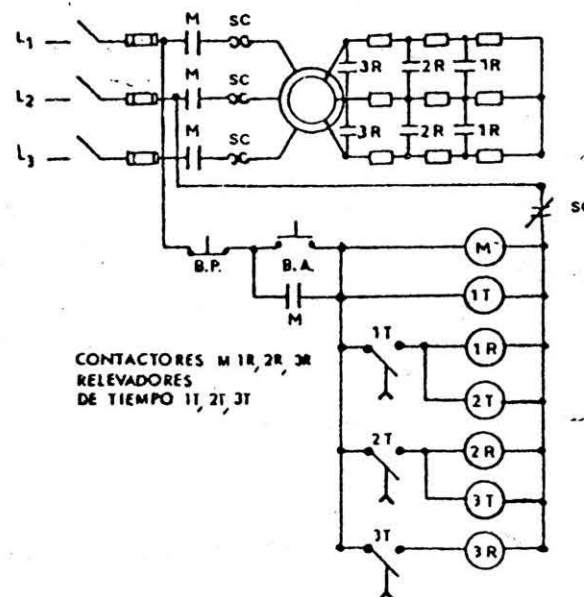 M SC
L1
3R 2R 1R
M SC
L2
M SC
3R 2R 1R
L3
SC
B.P. B.A. M
M
1T
CONTACTORES M 1R, 2R, 3R
RELEVADORES
DE TIEMPO 1T, 2T, 3T
1T 1R
2T
2T 2R
3T
3T 3R